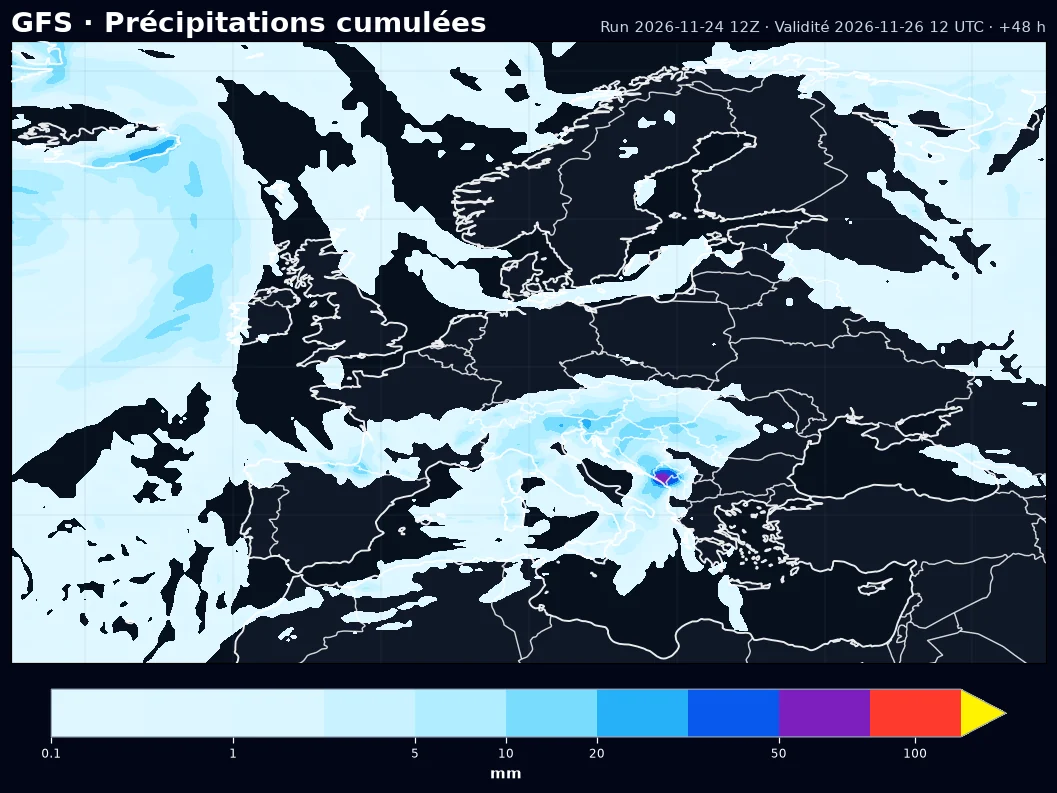 GFS · Précipitations cumulées
Run 2026-11-24 12Z · Validité 2026-11-26 12 UTC · +48 h
0.1 1 5 10 20 50 100
mm